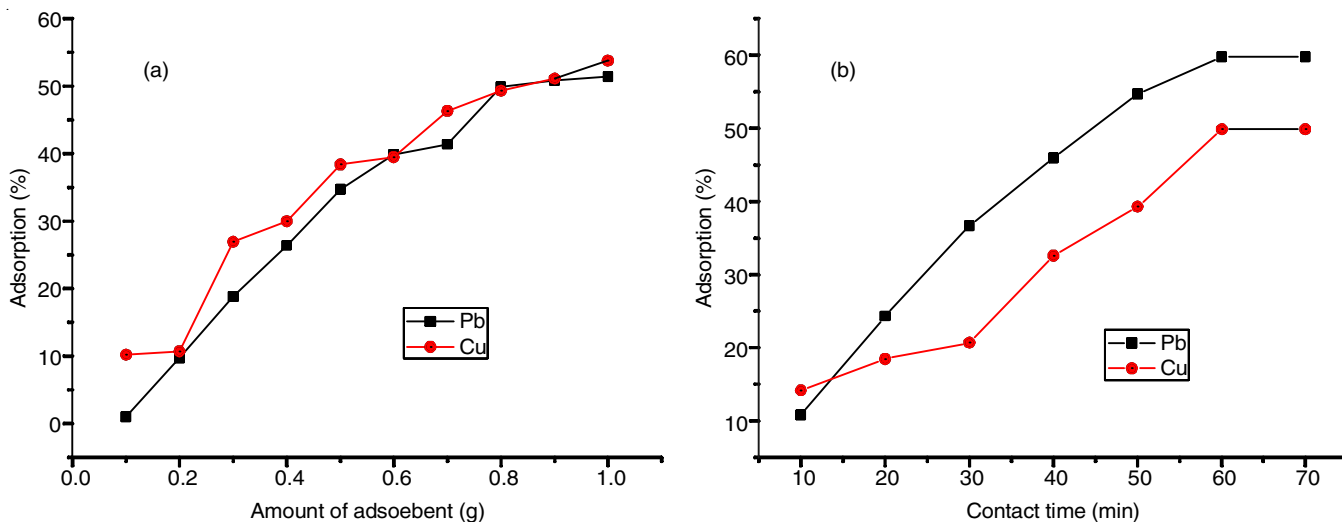 (a)
60
50
40
30
20
10
0
Adsorption (%)
Pb
Cu
0.0 0.2 0.4 0.6 0.8 1.0
Amount of adsoebent (g)
(b)
60
50
40
30
20
10
Adsorption (%)
Pb
Cu
10 20 30 40 50 60 70
Contact time (min)